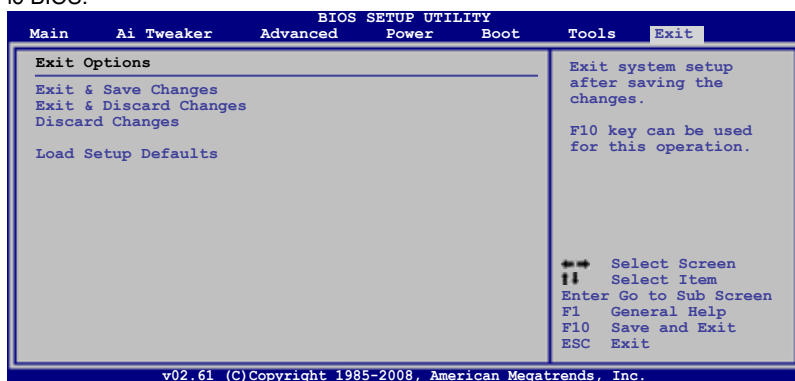 BIOS SETUP UTILITY
Main Ai Tweaker Advanced Power Boot Tools Exit
Exit Options
Exit & Save Changes
Exit & Discard Changes
Discard Changes
Load Setup Defaults
Exit system setup
after saving the
changes.
F10 key can be used
for this operation.
Select Screen
Select Item
Enter Go to Sub Screen
F1 General Help
F10 Save and Exit
ESC Exit
v02.61 (C)Copyright 1985-2008, American Megatrends, Inc.